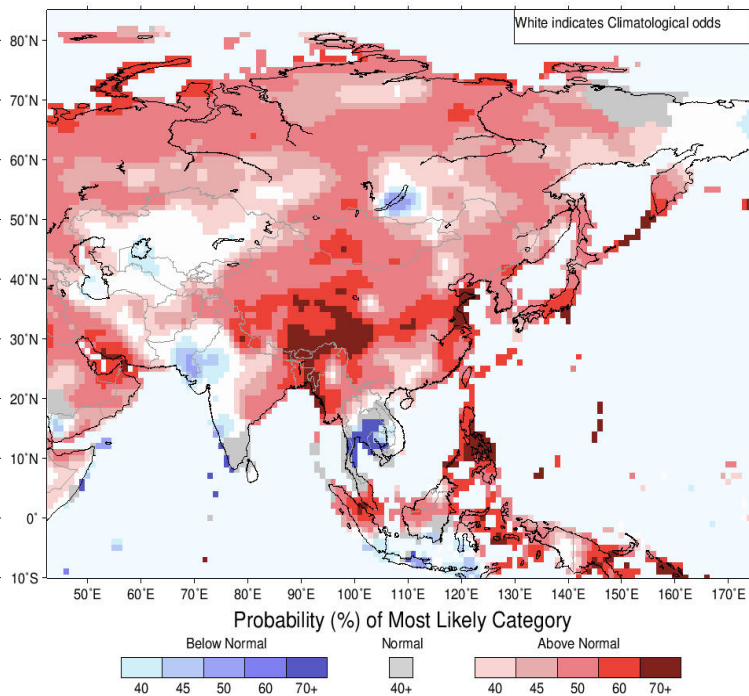 White indicates Climatological odds
80˚N
70˚N
60˚N
50˚N
40˚N
30˚N
20˚N
10˚N
0˚
10˚S
50˚E 60˚E 70˚E 80˚E 90˚E 100˚E 110˚E 120˚E 130˚E 140˚E 150˚E 160˚E 170˚E
Probability (%) of Most Likely Category
Below Normal Normal Above Normal
40 45 50 60 70+ 40+ 40 45 50 60 70+